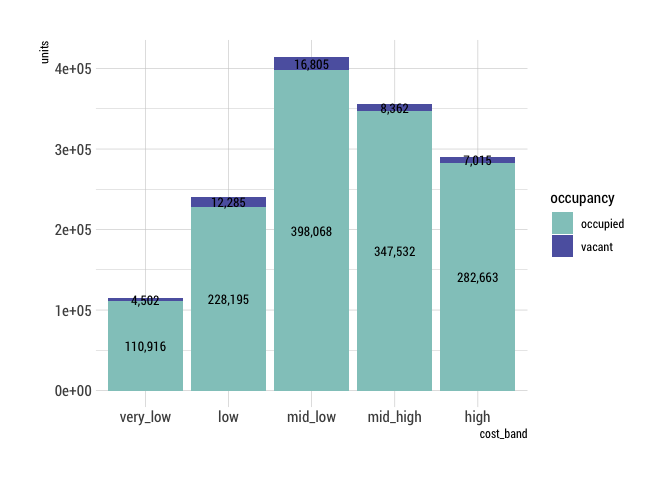 units
4e+05
3e+05
2e+05
1e+05
0e+00
16,805
8,362
7,015
12,285
398,068
347,532
282,663
228,195
4,502
110,916
very_low
low
mid_low
mid_high
high
cost_band
occupancy
occupied
vacant